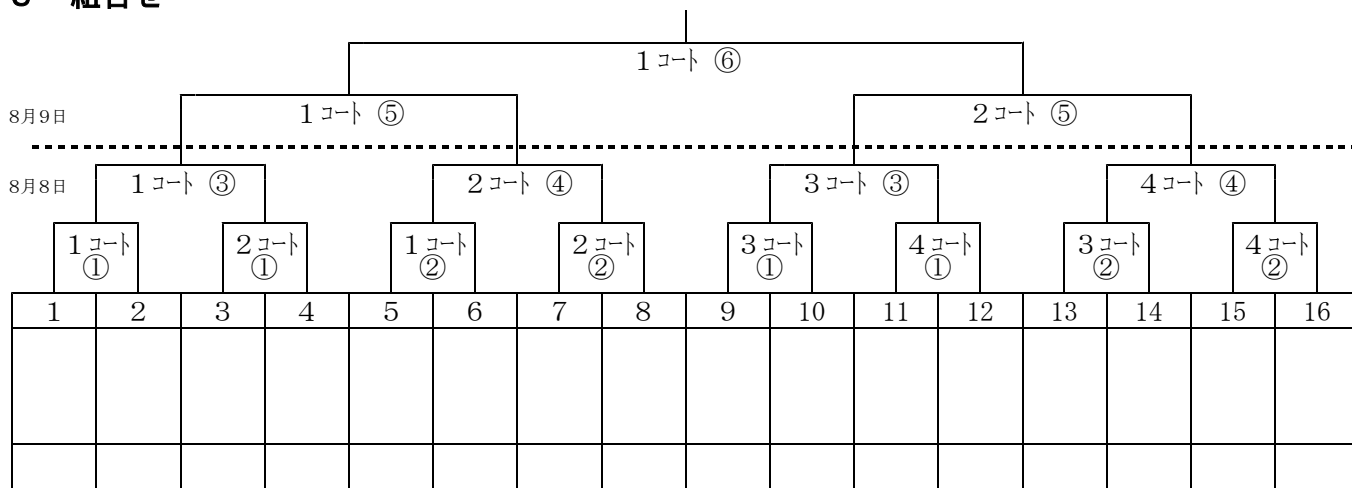 組合せ
1コート ⑥
8月9日 1コート ⑤ 2コート ⑤
8月8日 1コート ③ 2コート ④ 3コート ③ 4コート ④
1コート 2コート 1コート 2コート 3コート 4コート 3コート 4コート
① ① ② ② ① ① ② ②
1 2 3 4 5 6 7 8 9 10 11 12 13 14 15 16